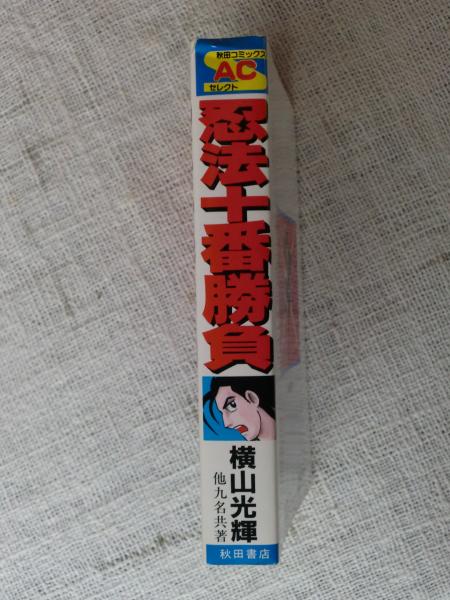 秋田コミックス
AC
セレクト
忍法十番勝負
横山光輝
他九名共著
秋田書店